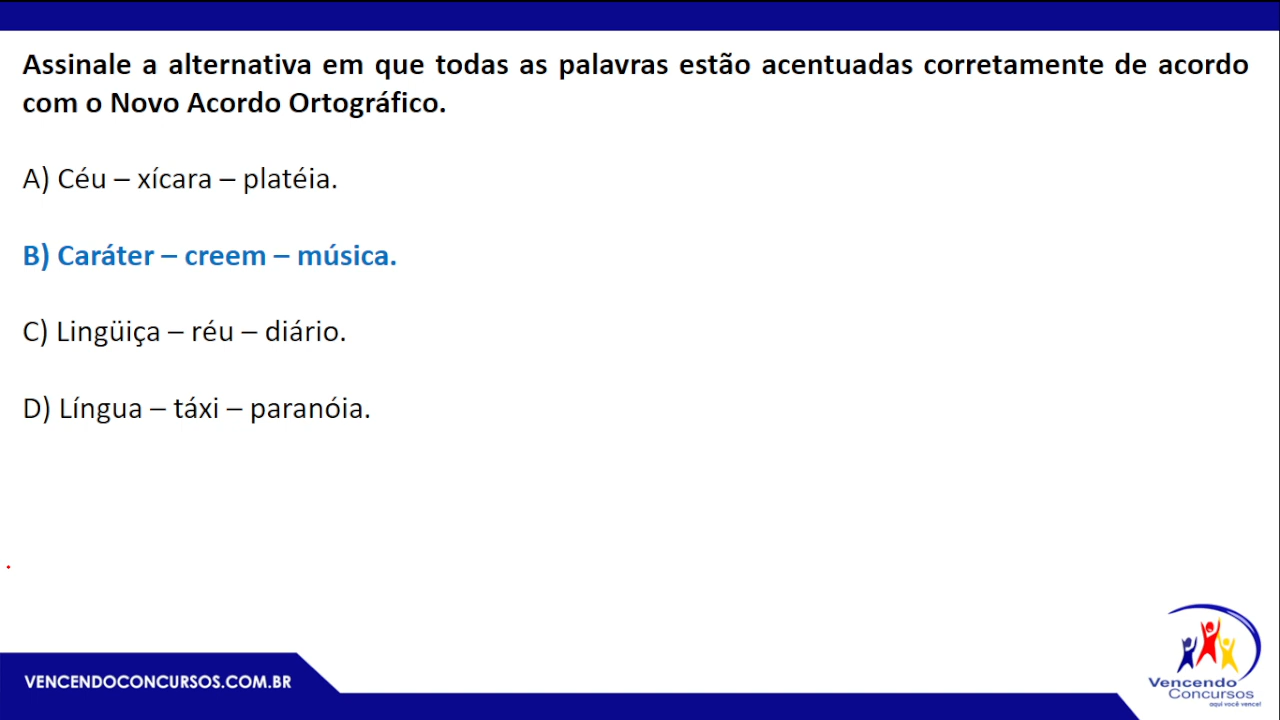 Assinale a alternativa em que todas as palavras estão acentuadas corretamente de acordo
com o Novo Acordo Ortográfico.
A) Céu – xícara – platéia.
B) Caráter – creem – música.
C) Lingüiça – réu – diário.
D) Língua – táxi – paranóia.
VENCENDOCONCURSOS.COM.BR
Vencendo
Concursos
aqui você vence!